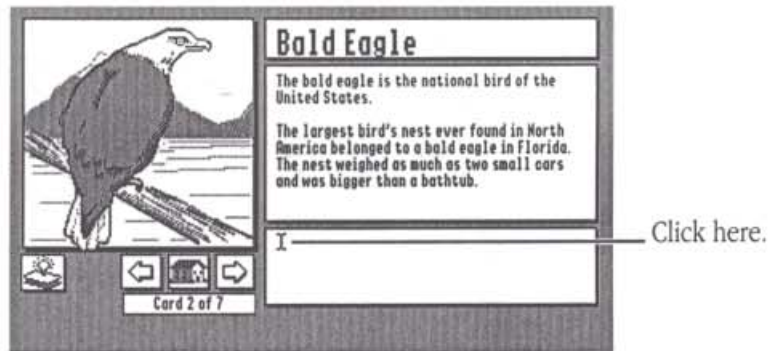 Bald Eagle
The bald eagle is the national bird of the
United States.
The largest bird's nest ever found in North
America belonged to a bald eagle in Florida.
The nest weighed as much as two small cars
and was bigger than a bathtub.
Click here.
Card 2 of 7